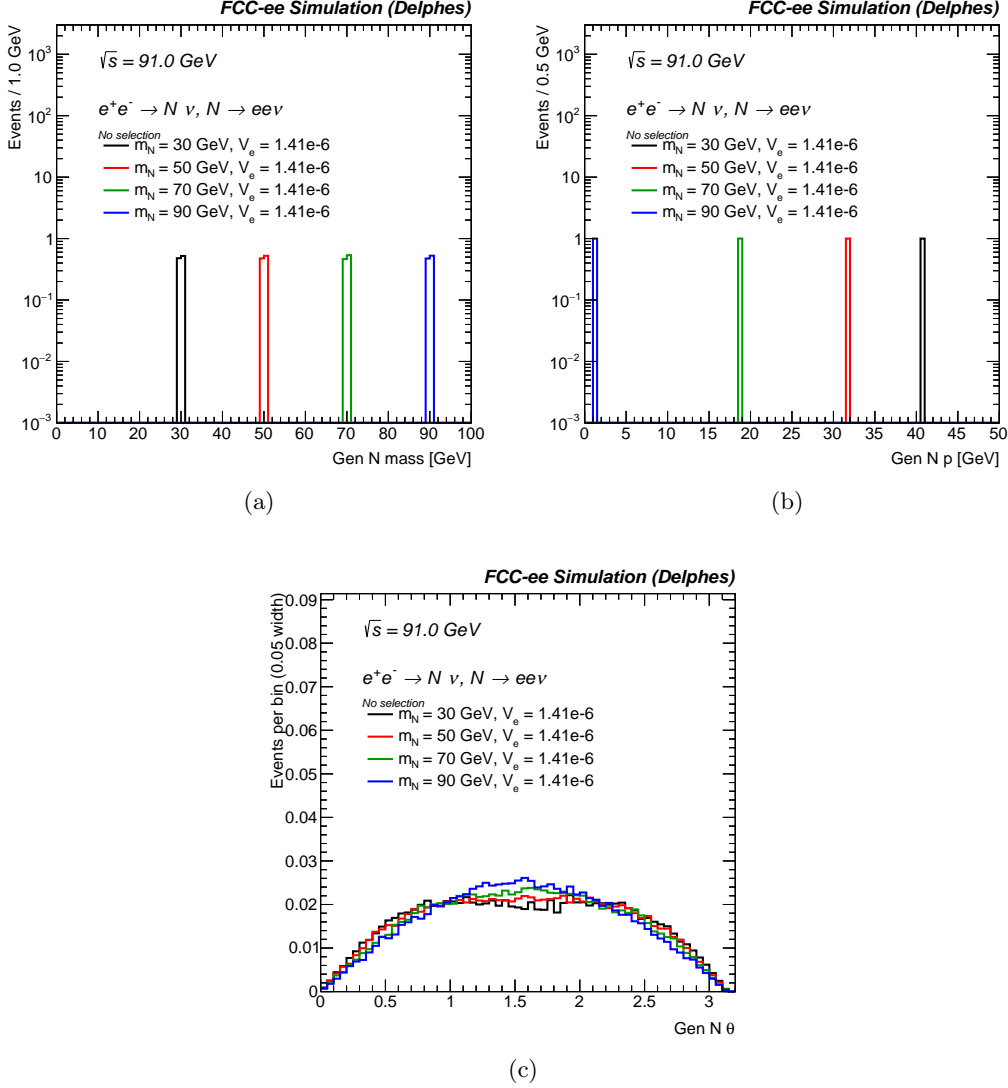 FCC-ee Simulation (Delphes)
Events / 1.0 GeV
√s = 91.0 GeV
e⁺e⁻ → N ν, N → eeν
No selection
m_N = 30 GeV, V_e = 1.41e-6
m_N = 50 GeV, V_e = 1.41e-6
m_N = 70 GeV, V_e = 1.41e-6
m_N = 90 GeV, V_e = 1.41e-6
10³
10²
10
1
10⁻¹
10⁻²
10⁻³
0 10 20 30 40 50 60 70 80 90 100
Gen N mass [GeV]
(a)
FCC-ee Simulation (Delphes)
Events / 0.5 GeV
√s = 91.0 GeV
e⁺e⁻ → N ν, N → eeν
No selection
m_N = 30 GeV, V_e = 1.41e-6
m_N = 50 GeV, V_e = 1.41e-6
m_N = 70 GeV, V_e = 1.41e-6
m_N = 90 GeV, V_e = 1.41e-6
10³
10²
10
1
10⁻¹
10⁻²
10⁻³
0 5 10 15 20 25 30 35 40 45 50
Gen N p [GeV]
(b)
FCC-ee Simulation (Delphes)
Events per bin (0.05 width)
√s = 91.0 GeV
e⁺e⁻ → N ν, N → eeν
No selection
m_N = 30 GeV, V_e = 1.41e-6
m_N = 50 GeV, V_e = 1.41e-6
m_N = 70 GeV, V_e = 1.41e-6
m_N = 90 GeV, V_e = 1.41e-6
0.09
0.08
0.07
0.06
0.05
0.04
0.03
0.02
0.01
0
0 0.5 1 1.5 2 2.5 3
Gen N θ
(c)